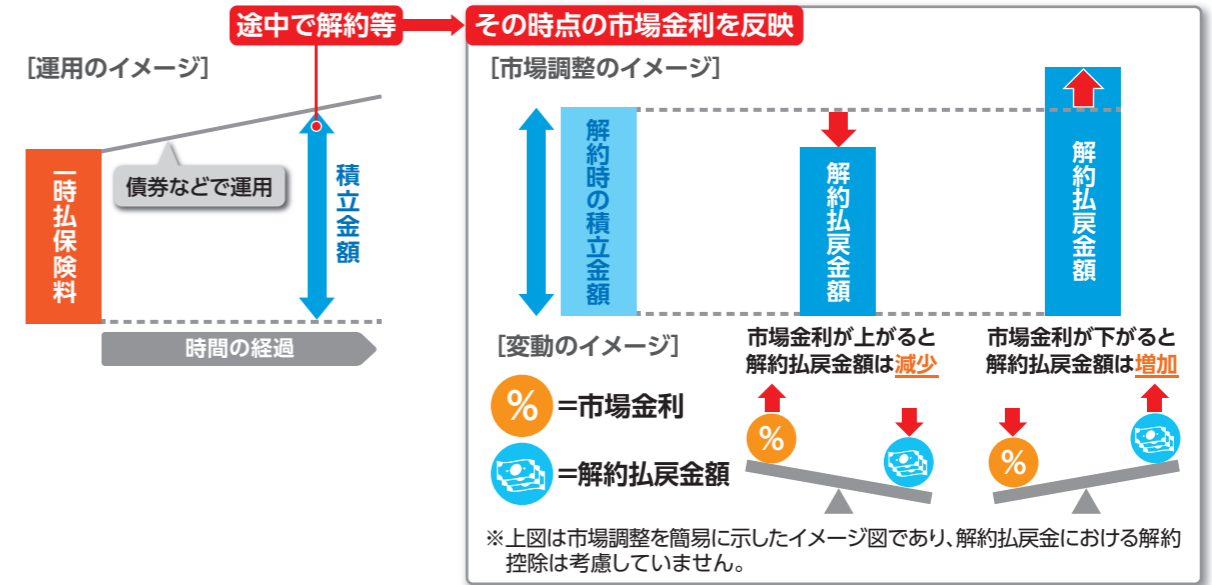 途中で解約等
その時点の市場金利を反映
［運用のイメージ］
一時払保険料
債券などで運用
積立金額
時間の経過
［市場調整のイメージ］
解約時の積立金額
解約払戻金額
解約払戻金額
市場金利が上がると
解約払戻金額は減少
市場金利が下がると
解約払戻金額は増加
［変動のイメージ］
%＝市場金利
＝解約払戻金額
%
%
※上図は市場調整を簡易に示したイメージ図であり、解約払戻金における解約
控除は考慮していません。